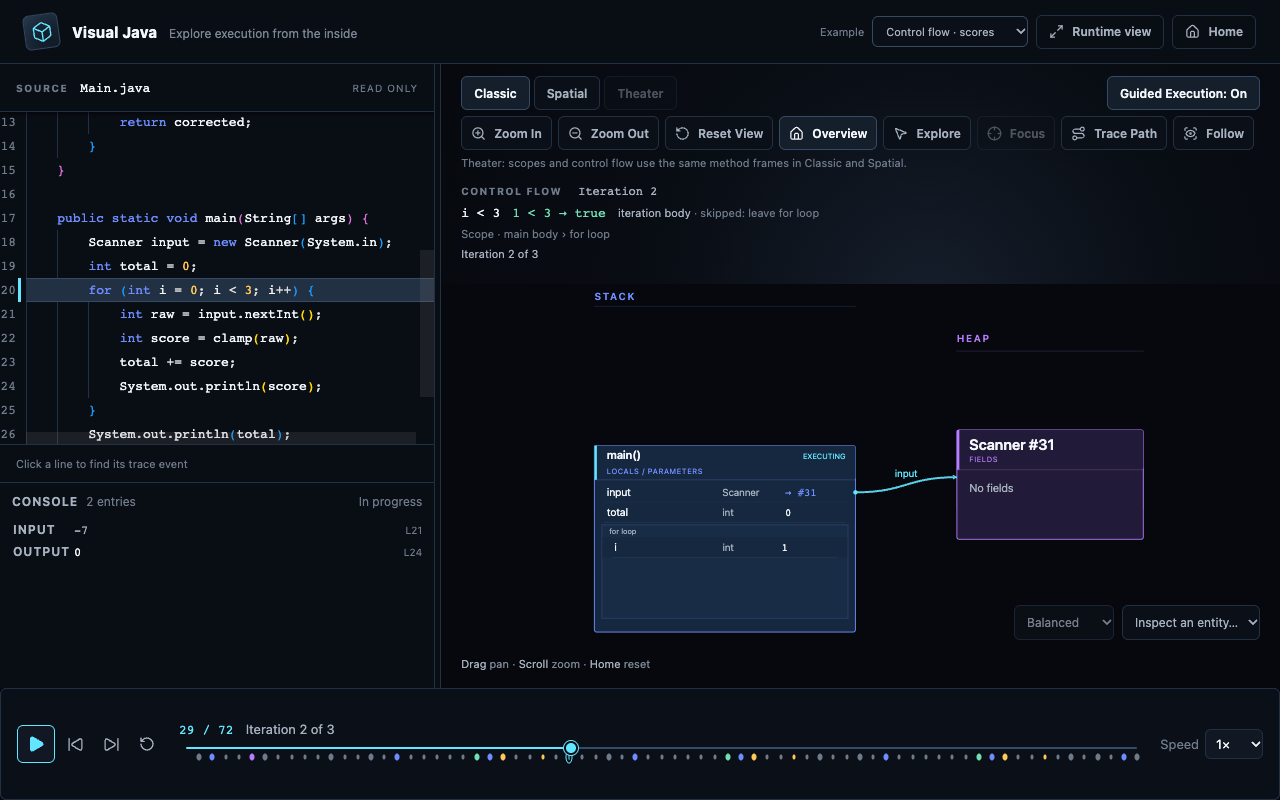 Visual Java Explore execution from the inside Example Control flow · scores Runtime view Home
SOURCE Main.java READ ONLY
Classic Spatial Theater Guided Execution: On
Zoom In Zoom Out Reset View Overview Explore Focus Trace Path Follow
Theater: scopes and control flow use the same method frames in Classic and Spatial.
CONTROL FLOW Iteration 2
i < 3 1 < 3 → true iteration body · skipped: leave for loop
Scope · main body › for loop
Iteration 2 of 3
13 return corrected;
14 }
15 }
16
17 public static void main(String[] args) {
18 Scanner input = new Scanner(System.in);
19 int total = 0;
20 for (int i = 0; i < 3; i++) {
21 int raw = input.nextInt();
22 int score = clamp(raw);
23 total += score;
24 System.out.println(score);
25 }
26 System.out.println(total);
Click a line to find its trace event
CONSOLE 2 entries In progress
INPUT -7 L21
OUTPUT 0 L24
STACK
HEAP
main() EXECUTING
LOCALS / PARAMETERS
input Scanner → #31
total int 0
for loop
i int 1
input
Scanner #31
FIELDS
No fields
Balanced Inspect an entity...
Drag pan · Scroll zoom · Home reset
29 / 72 Iteration 2 of 3
Speed 1×